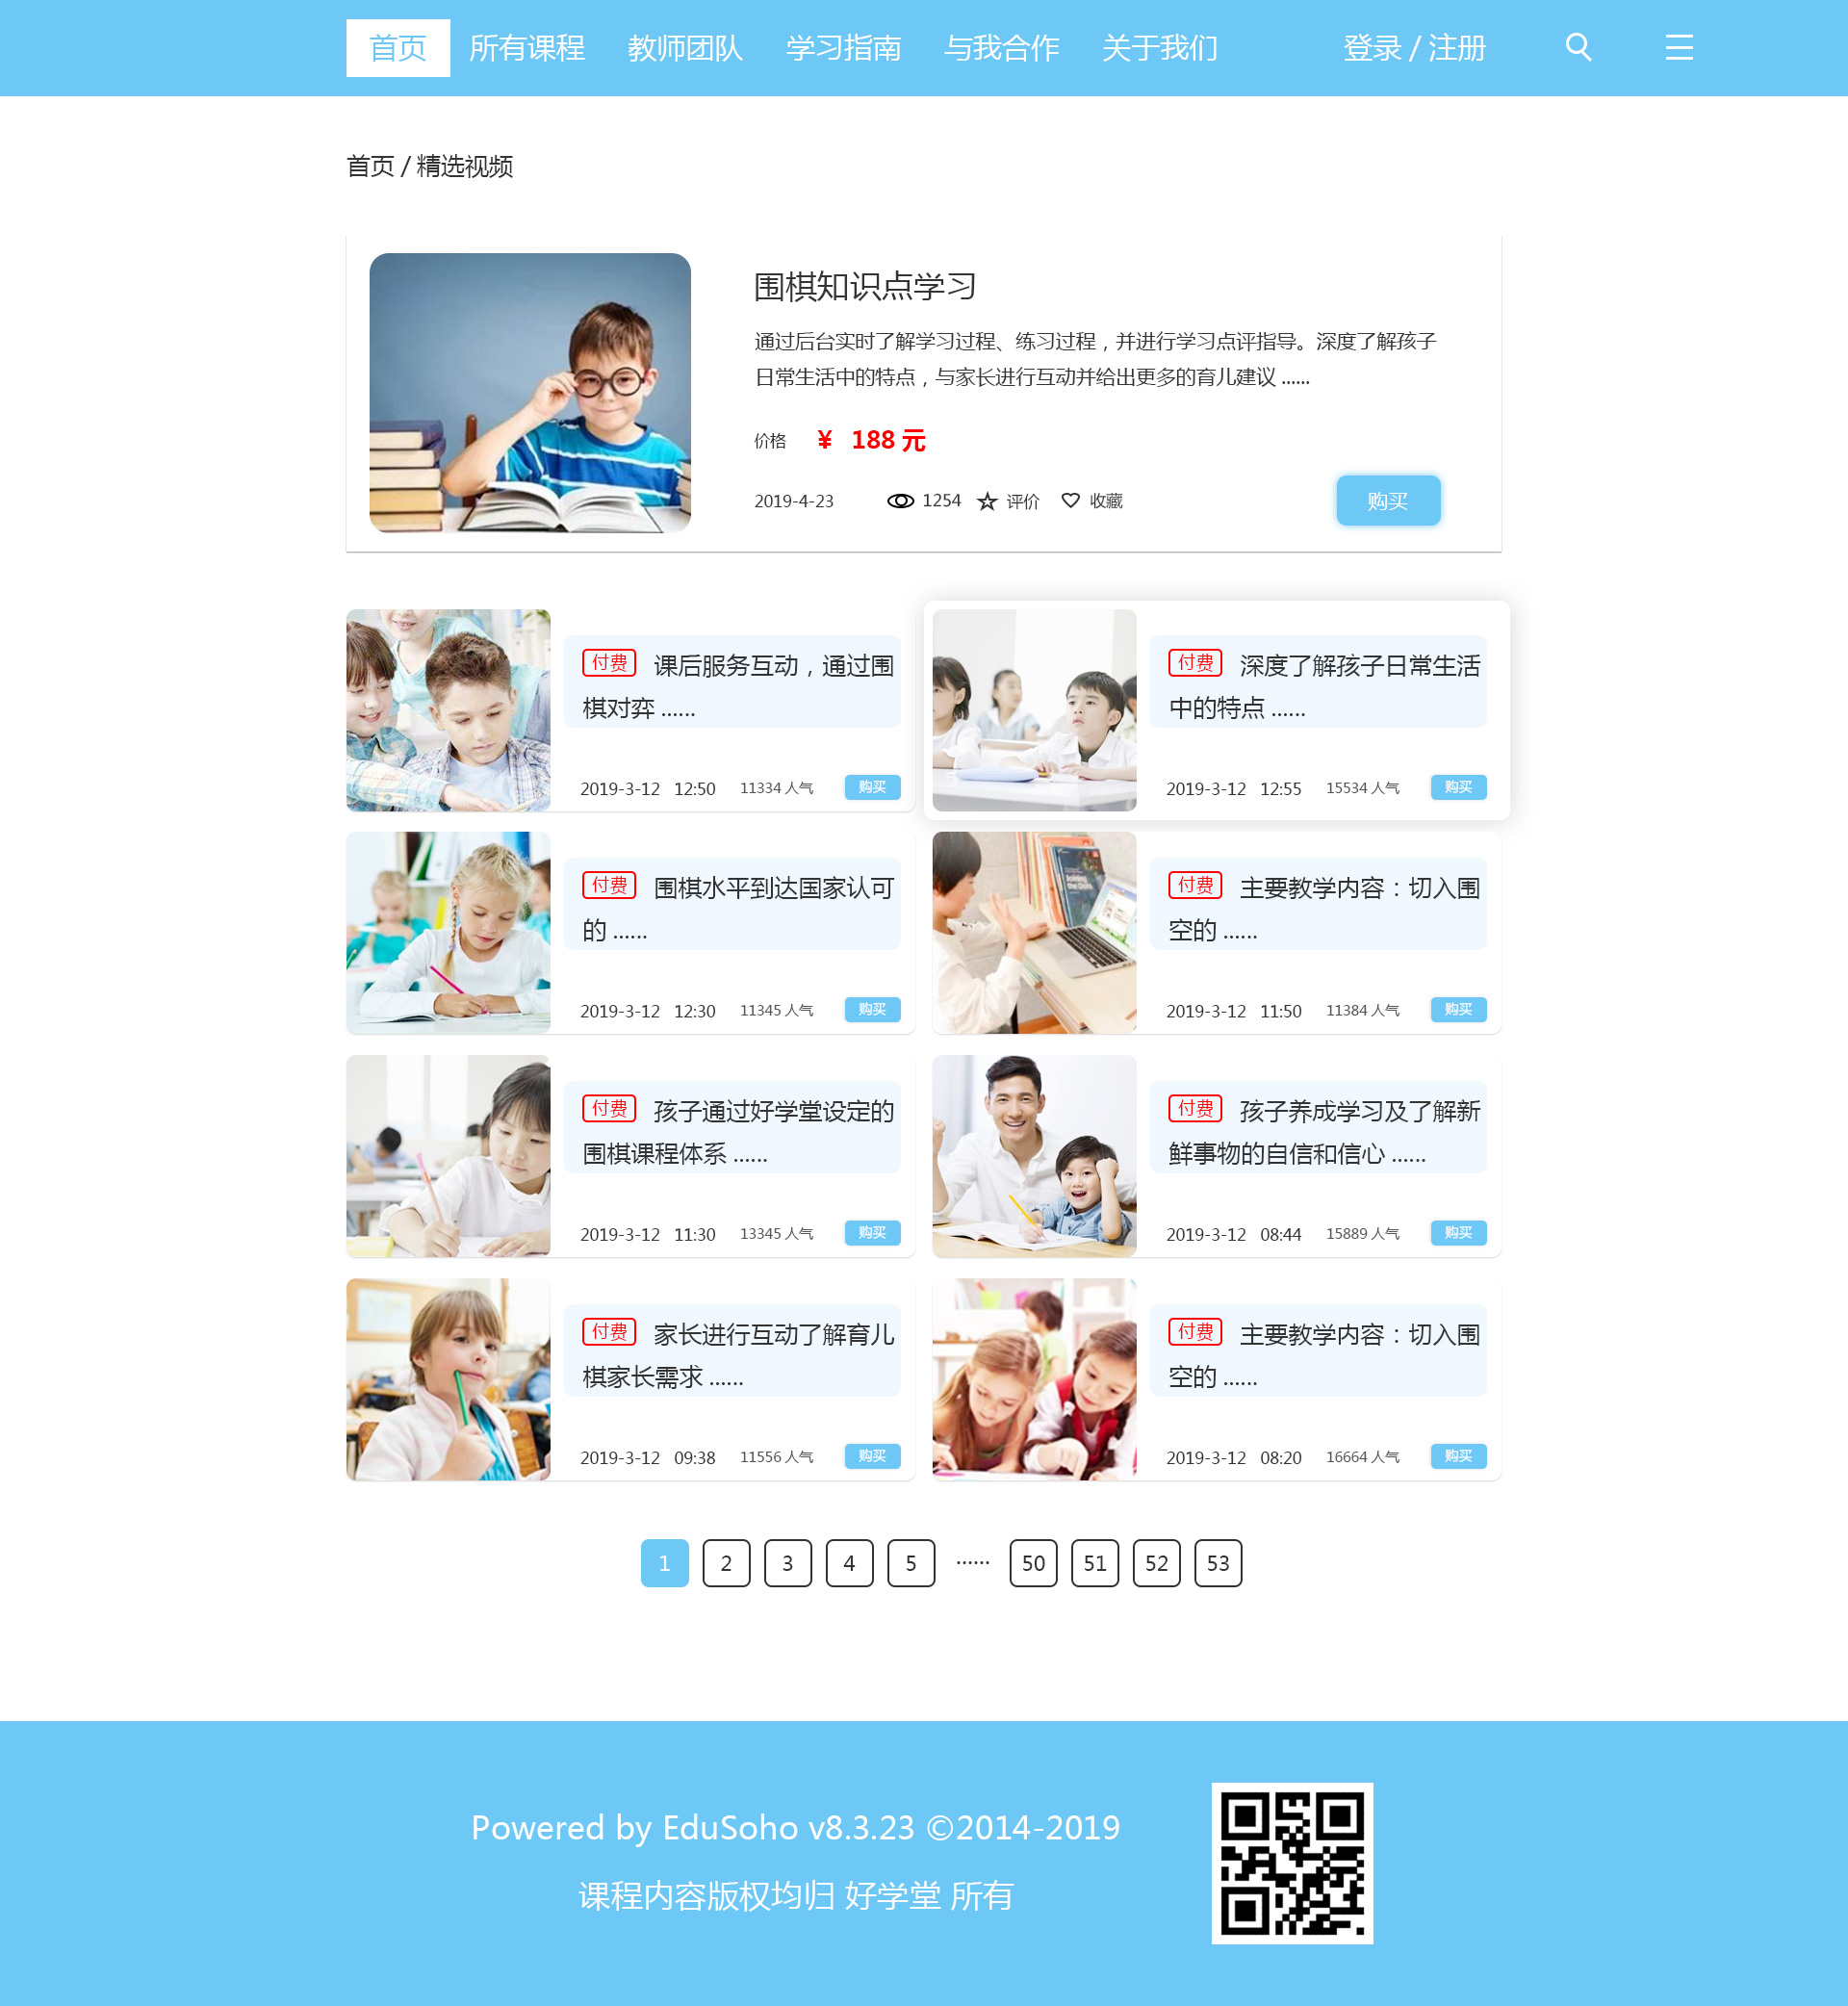 首页 所有课程 教师团队 学习指南 与我合作 关于我们 登录 / 注册
首页 / 精选视频
围棋知识点学习
通过后台实时了解学习过程、练习过程，并进行学习点评指导。深度了解孩子
日常生活中的特点，与家长进行互动并给出更多的育儿建议 ......
价格 ¥ 188 元
2019-4-23 1254 评价 收藏 购买
付费 课后服务互动，通过围
棋对弈 ......
2019-3-12 12:50 11334 人气 购买
付费 深度了解孩子日常生活
中的特点 ......
2019-3-12 12:55 15534 人气 购买
付费 围棋水平到达国家认可
的 ......
2019-3-12 12:30 11345 人气 购买
付费 主要教学内容：切入围
空的 ......
2019-3-12 11:50 11384 人气 购买
付费 孩子通过好学堂设定的
围棋课程体系 ......
2019-3-12 11:30 13345 人气 购买
付费 孩子养成学习及了解新
鲜事物的自信和信心 ......
2019-3-12 08:44 15889 人气 购买
付费 家长进行互动了解育儿
棋家长需求 ......
2019-3-12 09:38 11556 人气 购买
付费 主要教学内容：切入围
空的 ......
2019-3-12 08:20 16664 人气 购买
1 2 3 4 5 ...... 50 51 52 53
Powered by EduSoho v8.3.23 ©2014-2019
课程内容版权均归 好学堂 所有